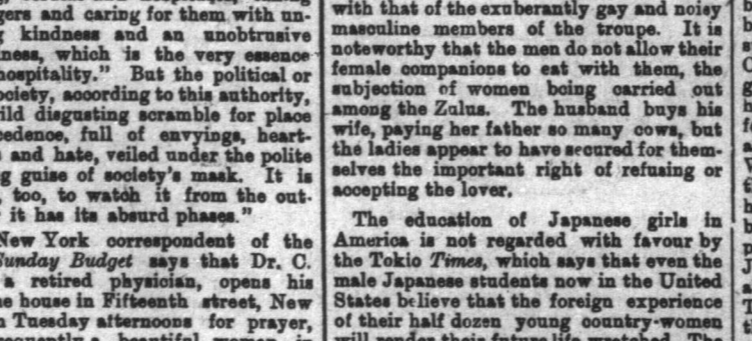 gers and caring for them with un-
kindness and an unobtrusive
ness, which is the very essence
hospitality." But the political or
ociety, according to this authority,
ild disgusting scramble for place
cedence, full of envyings, heart-
and hate, veiled under the polite
g guise of society's mask. It is
, too, to watch it from the out-
it has its absurd phases."
New York correspondent of the
Sunday Budget says that Dr. C.
a retired physician, opens his
e house in Fifteenth street, New
n Tuesday afternoons for prayer,
beautiful women in
with that of the exuberantly gay and noisy
masculine members of the troupe. It is
noteworthy that the men do not allow their
female companions to eat with them, the
subjection of women being carried out
among the Zulus. The husband buys his
wife, paying her father so many cows, but
the ladies appear to have secured for them-
selves the important right of refusing or
accepting the lover.
The education of Japanese girls in
America is not regarded with favour by
the Tokio Times, which says that even the
male Japanese students now in the United
States believe that the foreign experience
of their half dozen young country-women
will render their future life wretched. The